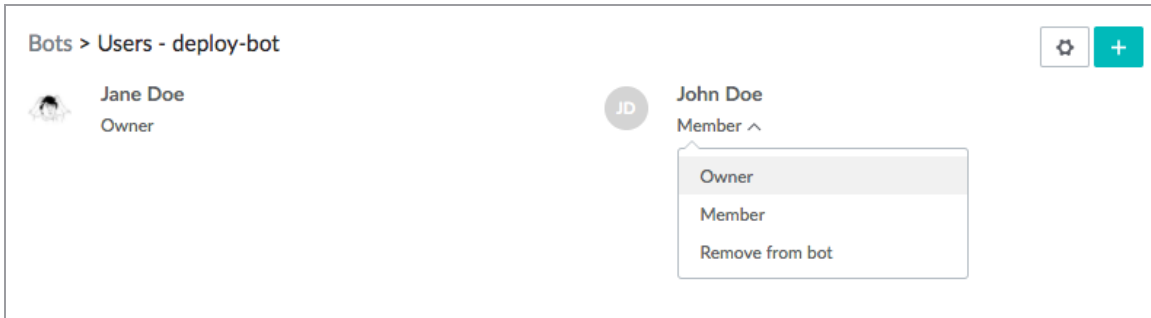 Bots > Users - deploy-bot
Jane Doe
Owner
JD
John Doe
Member
Owner
Member
Remove from bot